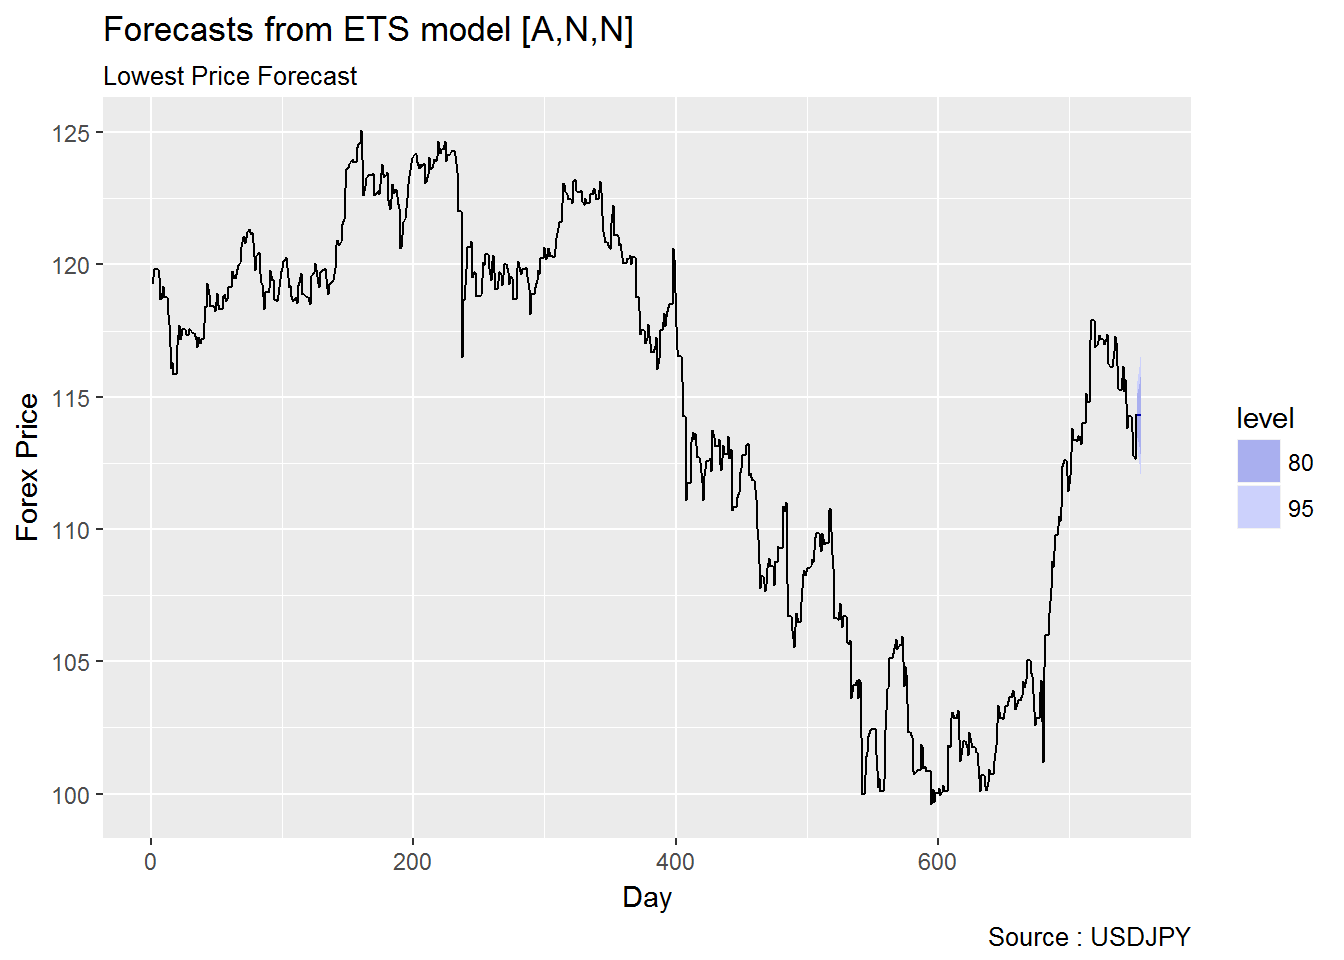 Forecasts from ETS model [A,N,N]
Lowest Price Forecast
125
120
115
110
105
100
Forex Price
0 200 400 600
Day
level
80
95
Source : USDJPY